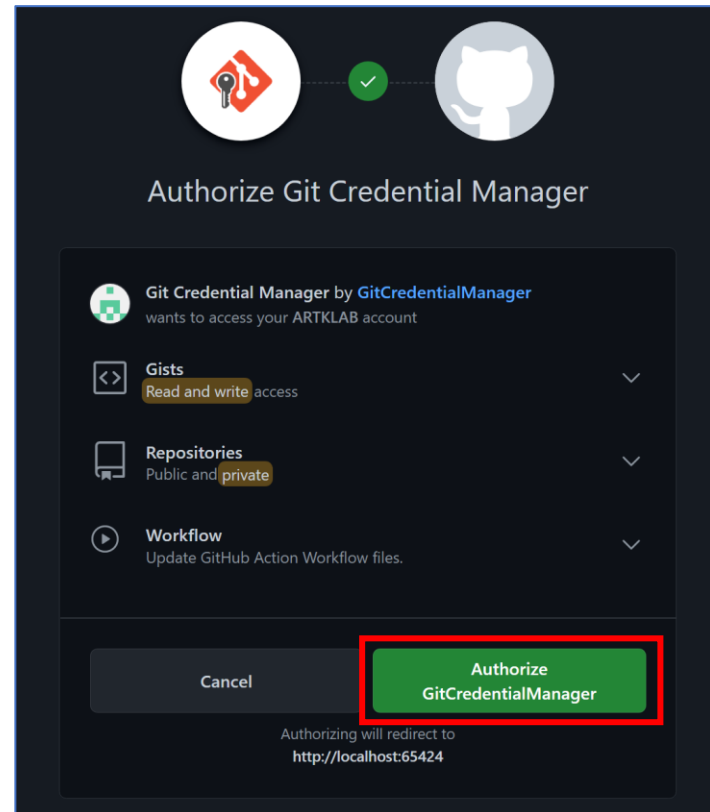 Authorize Git Credential Manager
Git Credential Manager by GitCredentialManager
wants to access your ARTKLAB account
Gists
Read and write access
Repositories
Public and private
Workflow
Update GitHub Action Workflow files.
Cancel
Authorize
GitCredentialManager
Authorizing will redirect to
http://localhost:65424